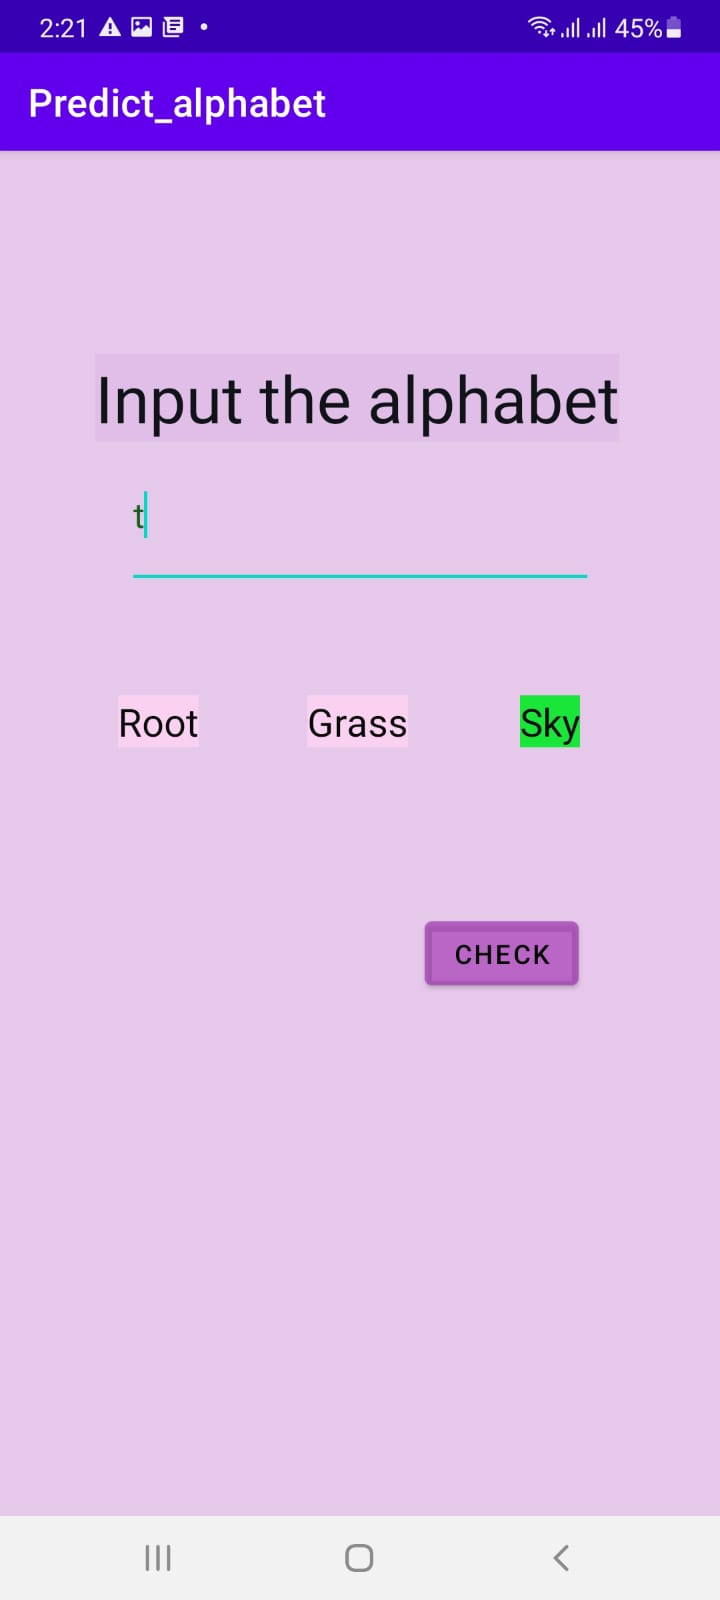 2:21 45%
Predict_alphabet
Input the alphabet
t
Root Grass Sky
CHECK